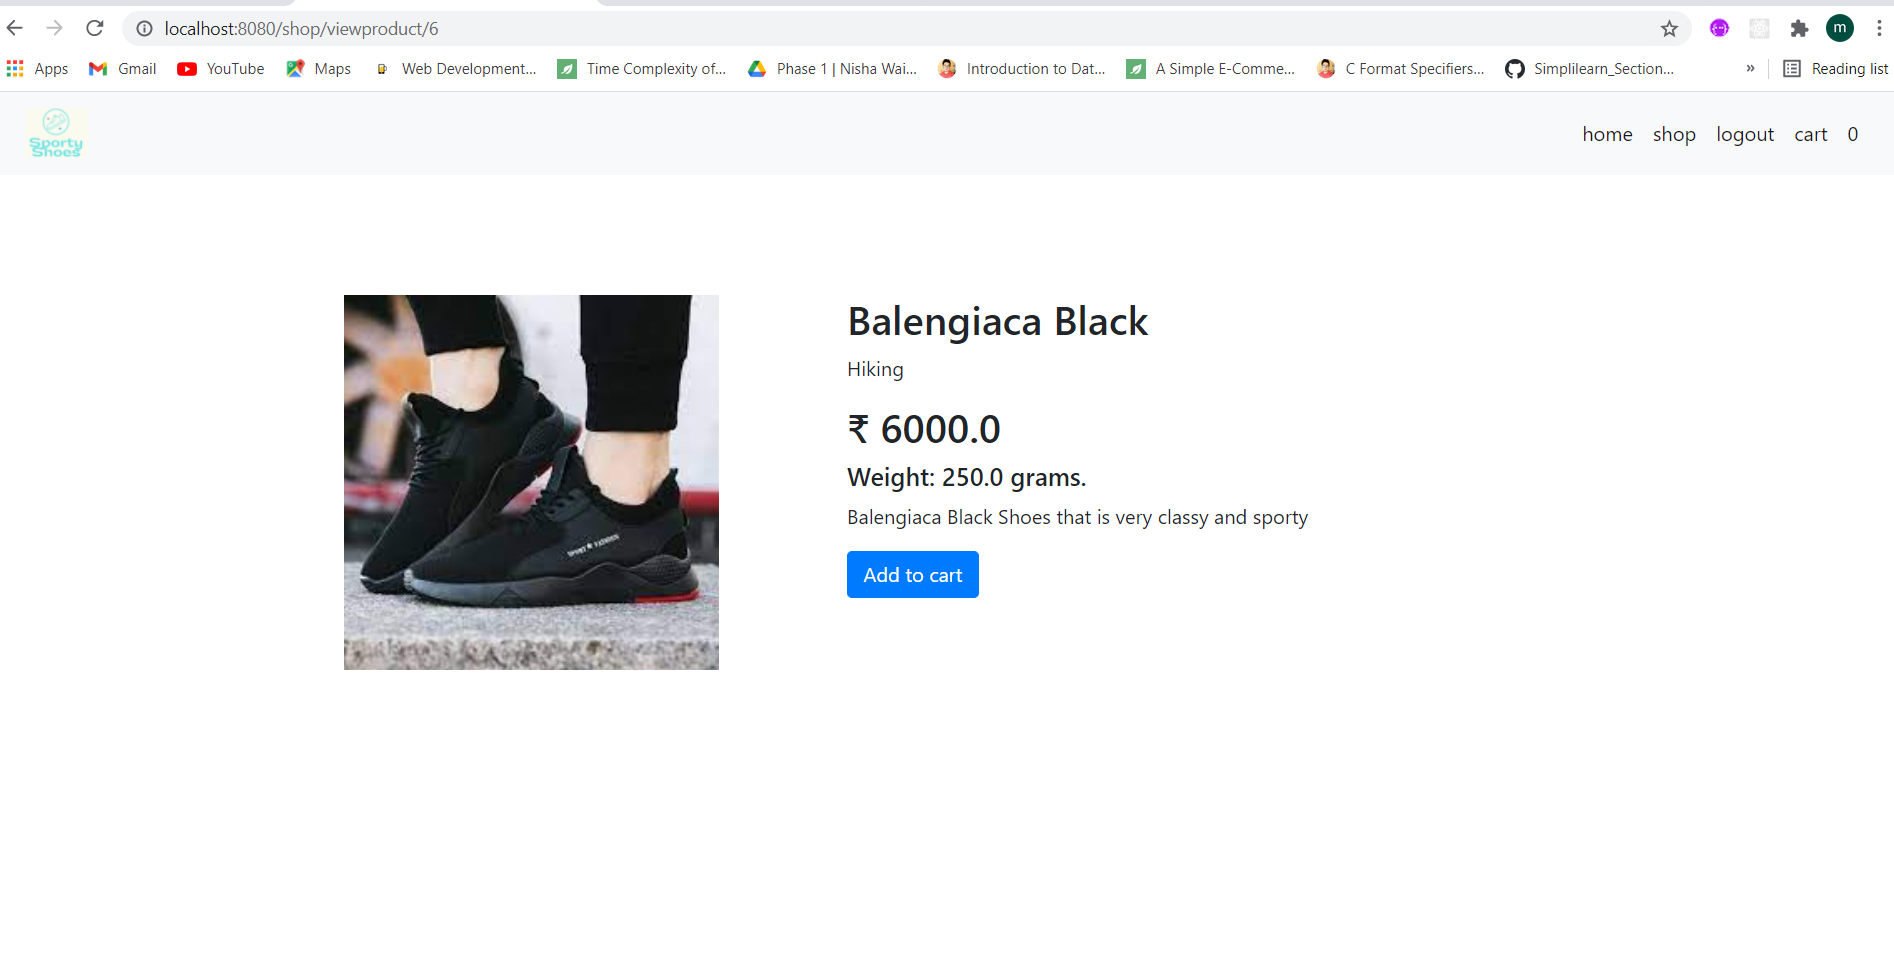 localhost:8080/shop/viewproduct/6
m
Apps Gmail YouTube Maps Web Development... Time Complexity of... Phase 1 | Nisha Wai... Introduction to Dat... A Simple E-Comme... C Format Specifiers... Simplilearn_Section... » Reading list
Sporty
Shoes
home shop logout cart 0
Balengiaca Black
Hiking
₹ 6000.0
Weight: 250.0 grams.
Balengiaca Black Shoes that is very classy and sporty
Add to cart
SPORT ★ FASHION